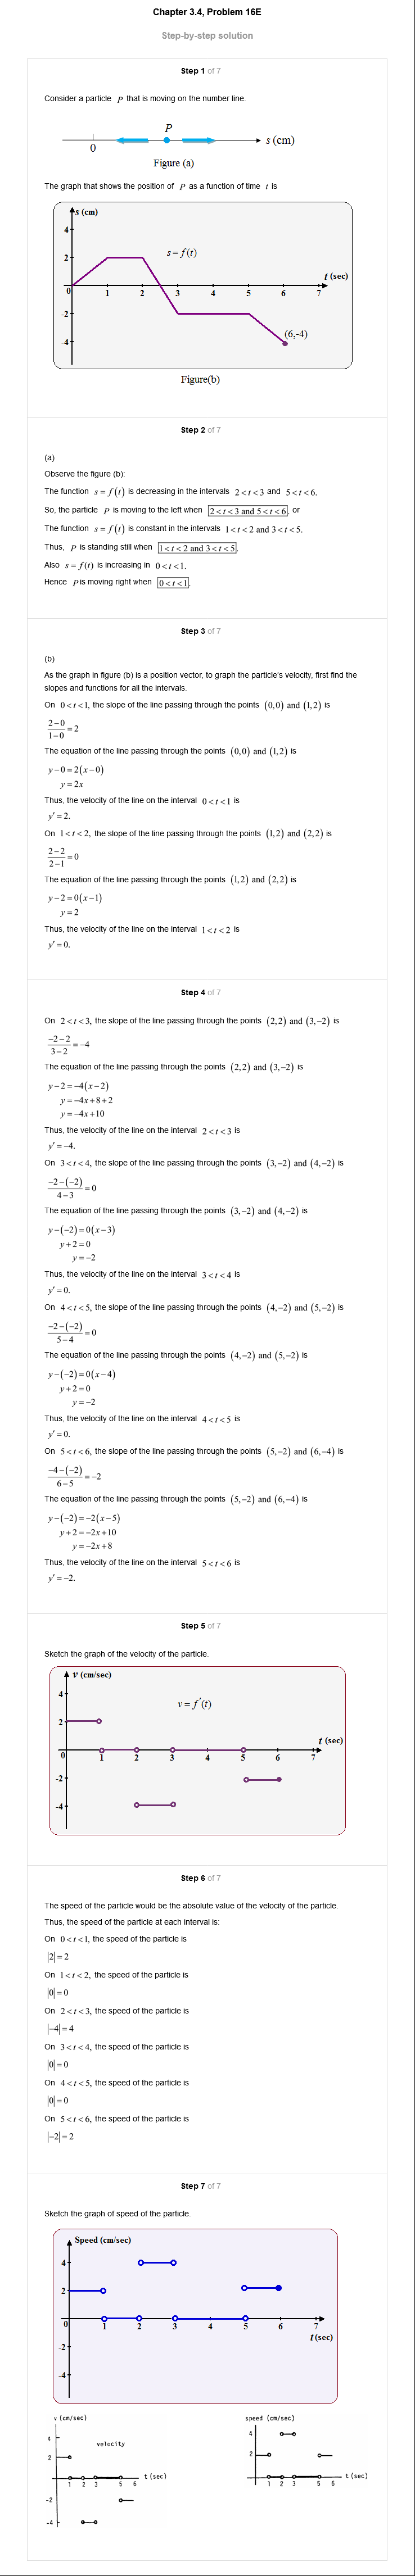 Chapter 3.4, Problem 16E
Step-by-step solution
Step 1 of 7
Consider a particle P that is moving on the number line.
P
0
s (cm)
Figure (a)
The graph that shows the position of P as a function of time t is
s (cm)
4
s = f(t)
2
t (sec)
0 1 2 3 4 5 6 7
-2
(6,-4)
-4
Figure(b)
Step 2 of 7
(a)
Observe the figure (b):
The function s = f(t) is decreasing in the intervals 2<t<3 and 5<t<6.
So, the particle P is moving to the left when 2<t<3 and 5<t<6, or
The function s = f(t) is constant in the intervals 1<t<2 and 3<t<5.
Thus, P is standing still when 1<t<2 and 3<t<5.
Also s = f(t) is increasing in 0<t<1.
Hence P is moving right when 0<t<1.
Step 3 of 7
(b)
As the graph in figure (b) is a position vector, to graph the particle's velocity, first find the
slopes and functions for all the intervals.
On 0<t<1, the slope of the line passing through the points (0,0) and (1,2) is
2−0
1−0 = 2
The equation of the line passing through the points (0,0) and (1,2) is
y−0=2(x−0)
y=2x
Thus, the velocity of the line on the interval 0<t<1 is
y′=2.
On 1<t<2, the slope of the line passing through the points (1,2) and (2,2) is
2−2
2−1 = 0
The equation of the line passing through the points (1,2) and (2,2) is
y−2=0(x−1)
y=2
Thus, the velocity of the line on the interval 1<t<2 is
y′=0.
Step 4 of 7
On 2<t<3, the slope of the line passing through the points (2,2) and (3,−2) is
−2−2
3−2 = −4
The equation of the line passing through the points (2,2) and (3,−2) is
y−2=−4(x−2)
y=−4x+8+2
y=−4x+10
Thus, the velocity of the line on the interval 2<t<3 is
y′=−4.
On 3<t<4, the slope of the line passing through the points (3,−2) and (4,−2) is
−2−(−2)
4−3 = 0
The equation of the line passing through the points (3,−2) and (4,−2) is
y−(−2)=0(x−3)
y+2=0
y=−2
Thus, the velocity of the line on the interval 3<t<4 is
y′=0.
On 4<t<5, the slope of the line passing through the points (4,−2) and (5,−2) is
−2−(−2)
5−4 = 0
The equation of the line passing through the points (4,−2) and (5,−2) is
y−(−2)=0(x−4)
y+2=0
y=−2
Thus, the velocity of the line on the interval 4<t<5 is
y′=0.
On 5<t<6, the slope of the line passing through the points (5,−2) and (6,−4) is
−4−(−2)
6−5 = −2
The equation of the line passing through the points (5,−2) and (6,−4) is
y−(−2)=−2(x−5)
y+2=−2x+10
y=−2x+8
Thus, the velocity of the line on the interval 5<t<6 is
y′=−2.
Step 5 of 7
Sketch the graph of the velocity of the particle.
v (cm/sec)
4
v = f′(t)
2
t (sec)
0 1 2 3 4 5 6 7
-2
-4
Step 6 of 7
The speed of the particle would be the absolute value of the velocity of the particle.
Thus, the speed of the particle at each interval is:
On 0<t<1, the speed of the particle is
|2|=2
On 1<t<2, the speed of the particle is
|0|=0
On 2<t<3, the speed of the particle is
|−4|=4
On 3<t<4, the speed of the particle is
|0|=0
On 4<t<5, the speed of the particle is
|0|=0
On 5<t<6, the speed of the particle is
|−2|=2
Step 7 of 7
Sketch the graph of speed of the particle.
Speed (cm/sec)
4
2
0 1 2 3 4 5 6 7
t (sec)
-2
-4
v (cm/sec)
4
velocity
2
t (sec)
1 2 3 5 6
-2
-4
speed (cm/sec)
4
2
t (sec)
1 2 3 5 6